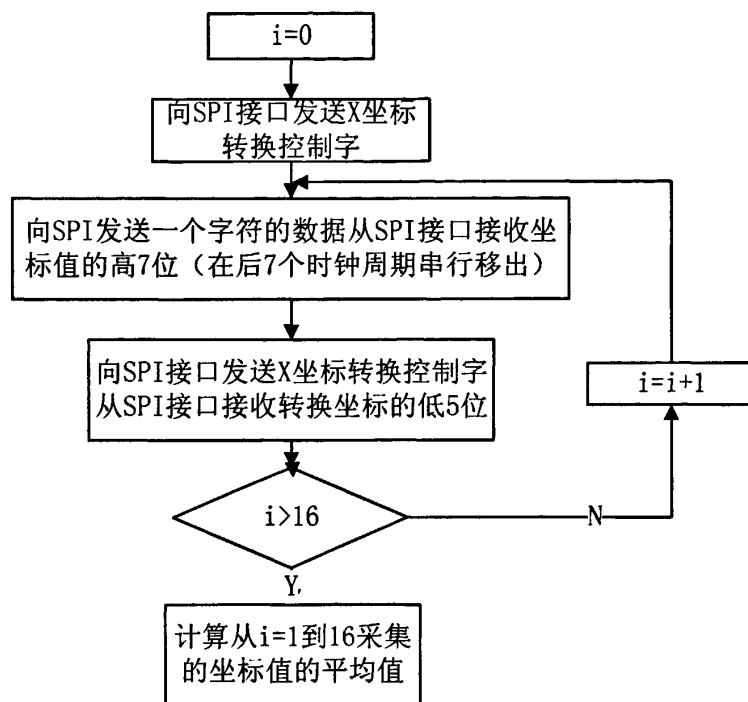 i=0
向SPI接口发送X坐标
转换控制字
向SPI发送一个字符的数据从SPI接口接收坐
标值的高7位（在后7个时钟周期串行移出）
向SPI接口发送X坐标转换控制字
从SPI接口接收转换坐标的低5位
i=i+1
i>16
N
Y
计算从i=1到16采集
的坐标值的平均值